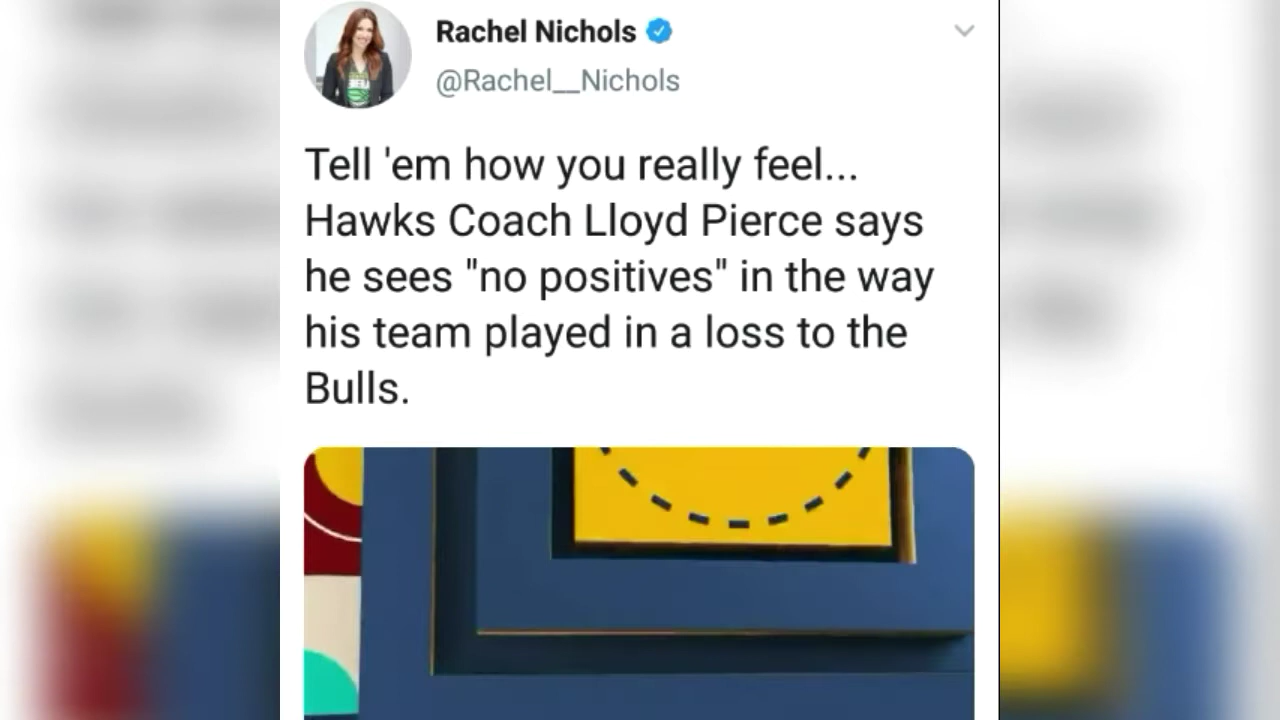 Rachel Nichols
@Rachel__Nichols
Tell 'em how you really feel...
Hawks Coach Lloyd Pierce says
he sees "no positives" in the way
his team played in a loss to the
Bulls.